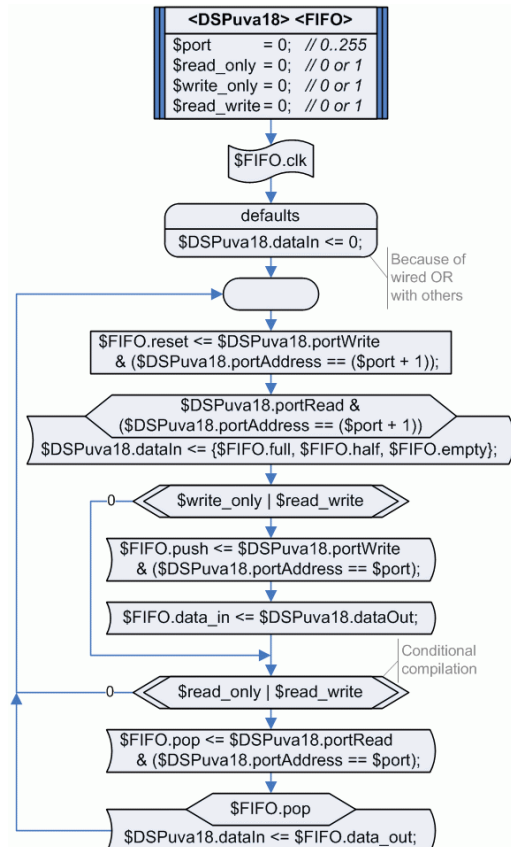 <DSPuva18> <FIFO>
$port = 0; // 0..255
$read_only = 0; // 0 or 1
$write_only = 0; // 0 or 1
$read_write = 0; // 0 or 1
$FIFO.clk
defaults
$DSPuva18.dataIn <= 0;
Because of
wired OR
with others
$FIFO.reset <= $DSPuva18.portWrite
& ($DSPuva18.portAddress == ($port + 1));
$DSPuva18.portRead &
($DSPuva18.portAddress == ($port + 1))
$DSPuva18.dataIn <= {$FIFO.full, $FIFO.half, $FIFO.empty};
0
$write_only | $read_write
$FIFO.push <= $DSPuva18.portWrite
& ($DSPuva18.portAddress == $port);
$FIFO.data_in <= $DSPuva18.dataOut;
Conditional
compilation
0
$read_only | $read_write
$FIFO.pop <= $DSPuva18.portRead
& ($DSPuva18.portAddress == $port);
$FIFO.pop
$DSPuva18.dataIn <= $FIFO.data_out;